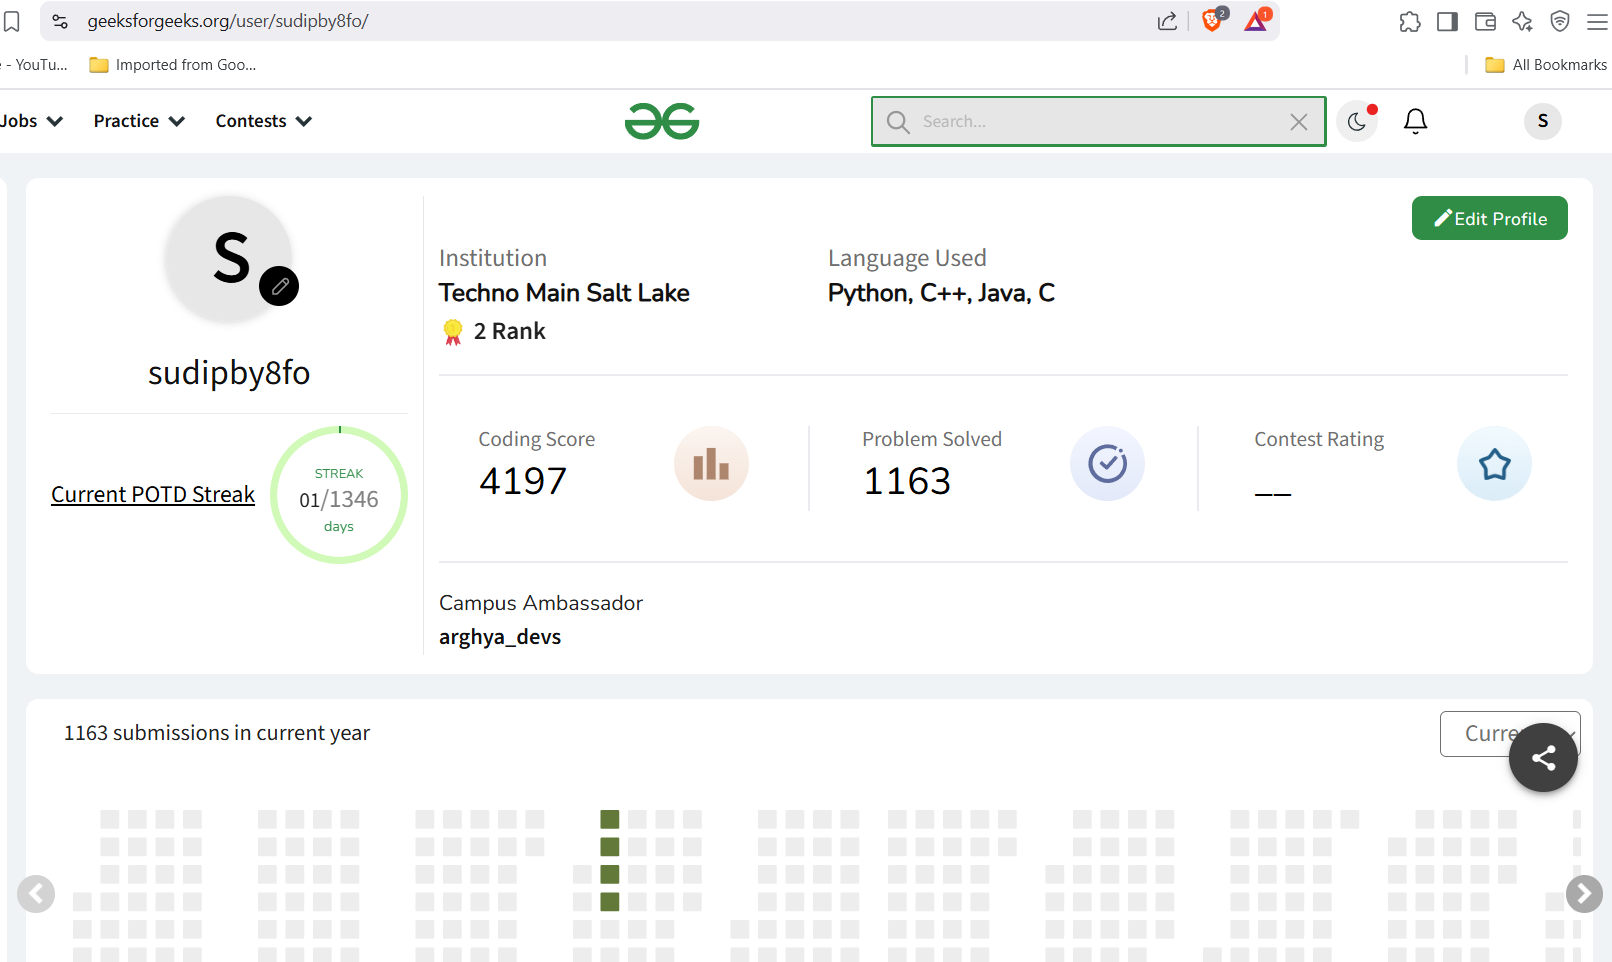 geeksforgeeks.org/user/sudipby8fo/
2
1
- YouTu...
Imported from Goo...
All Bookmarks
Jobs
Practice
Contests
Search...
S
S
Edit Profile
Institution
Techno Main Salt Lake
2 Rank
Language Used
Python, C++, Java, C
sudipby8fo
Current POTD Streak
STREAK
01/1346
days
Coding Score
4197
Problem Solved
1163
Contest Rating
__
Campus Ambassador
arghya_devs
1163 submissions in current year
Curre